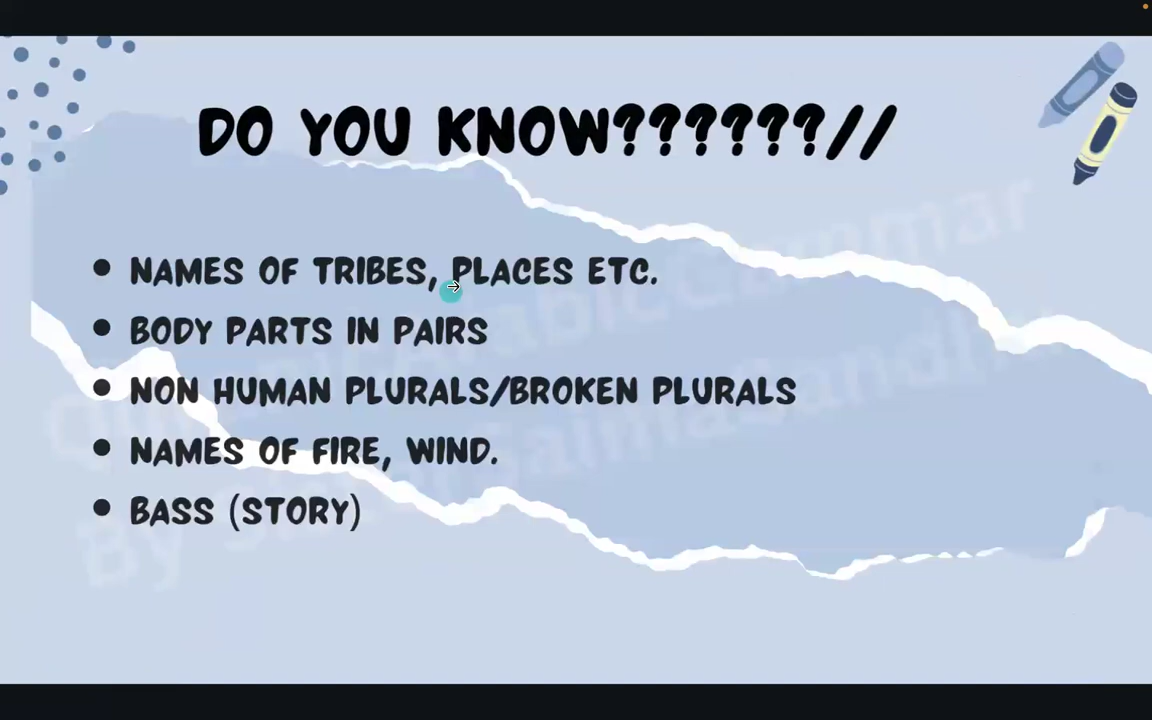 DO YOU KNOW??????//
• NAMES OF TRIBES, PLACES ETC.
• BODY PARTS IN PAIRS
• NON HUMAN PLURALS/BROKEN PLURALS
• NAMES OF FIRE, WIND.
• BASS (STORY)